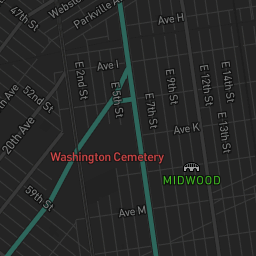 47th St
Webster
Parkville A
Ave H
Ave I
E 2nd St
E 5th St
E 7th St
E 9th St
E 12th St
E 14th St
E 13th St
52nd St
20th Ave
Ave K
Washington Cemetery
MIDWOOD
59th St
Ave M